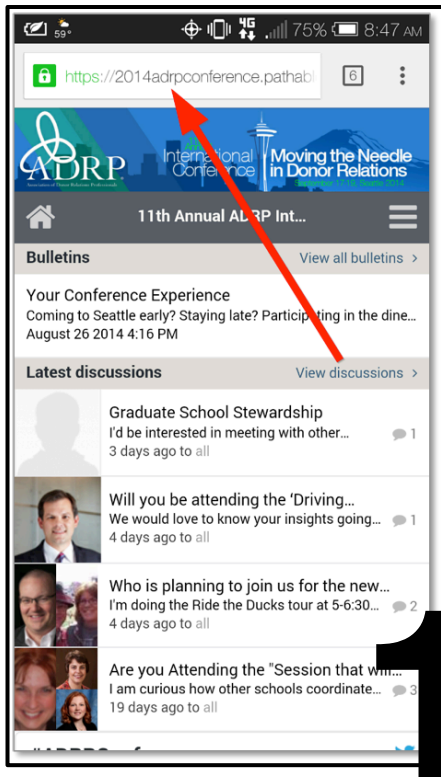 59° 4G 75% 8:47 AM
https://2014adrpconference.pathabl 6
ADRP International Conference Moving the Needle in Donor Relations
Association of Donor Relations Professionals September 17-19, Seattle 2014
11th Annual ADRP Int...
Bulletins View all bulletins >
Your Conference Experience
Coming to Seattle early? Staying late? Participating in the dine...
August 26 2014 4:16 PM
Latest discussions View discussions >
Graduate School Stewardship
I'd be interested in meeting with other... 1
3 days ago to all
Will you be attending the ‘Driving...
We would love to know your insights going... 1
4 days ago to all
Who is planning to join us for the new...
I'm doing the Ride the Ducks tour at 5-6:30... 2
4 days ago to all
Are you Attending the "Session that will...
I am curious how other schools coordinate... 3
19 days ago to all
1